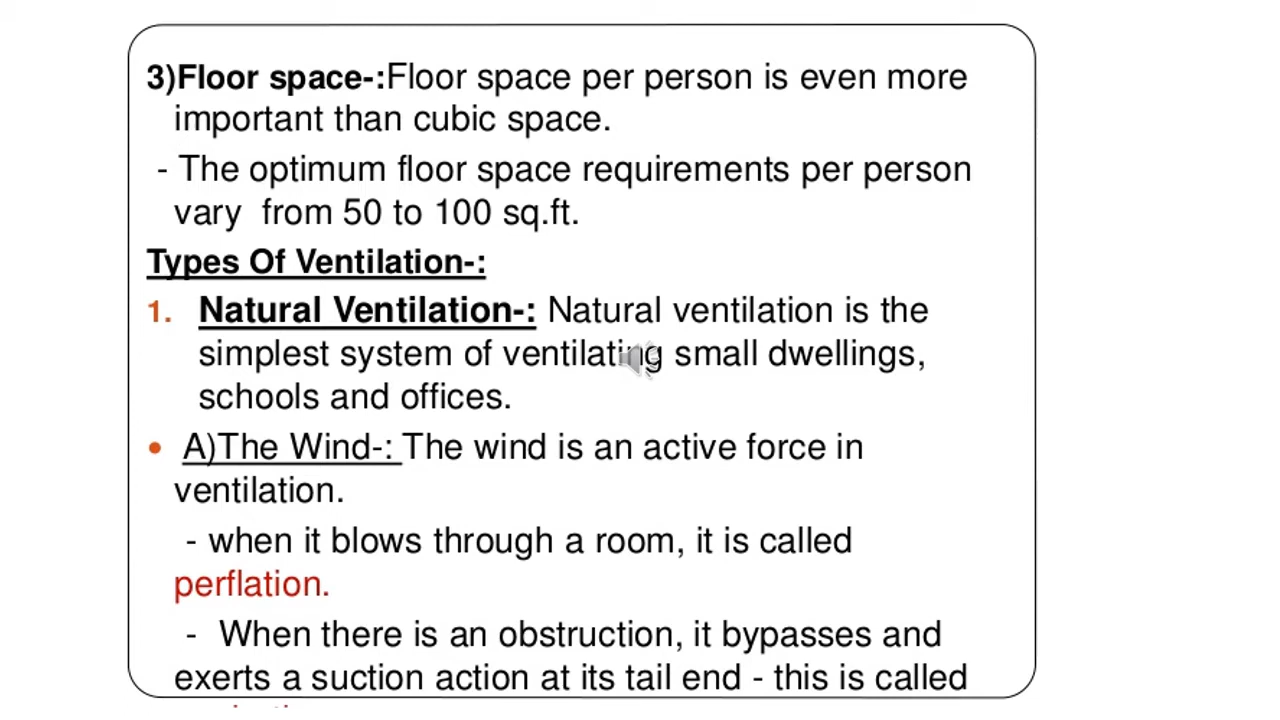 3)Floor space-:Floor space per person is even more
important than cubic space.
- The optimum floor space requirements per person
vary from 50 to 100 sq.ft.
Types Of Ventilation-:
1. Natural Ventilation-: Natural ventilation is the
simplest system of ventilating small dwellings,
schools and offices.
• A)The Wind-: The wind is an active force in
ventilation.
- when it blows through a room, it is called
perflation.
- When there is an obstruction, it bypasses and
exerts a suction action at its tail end - this is called